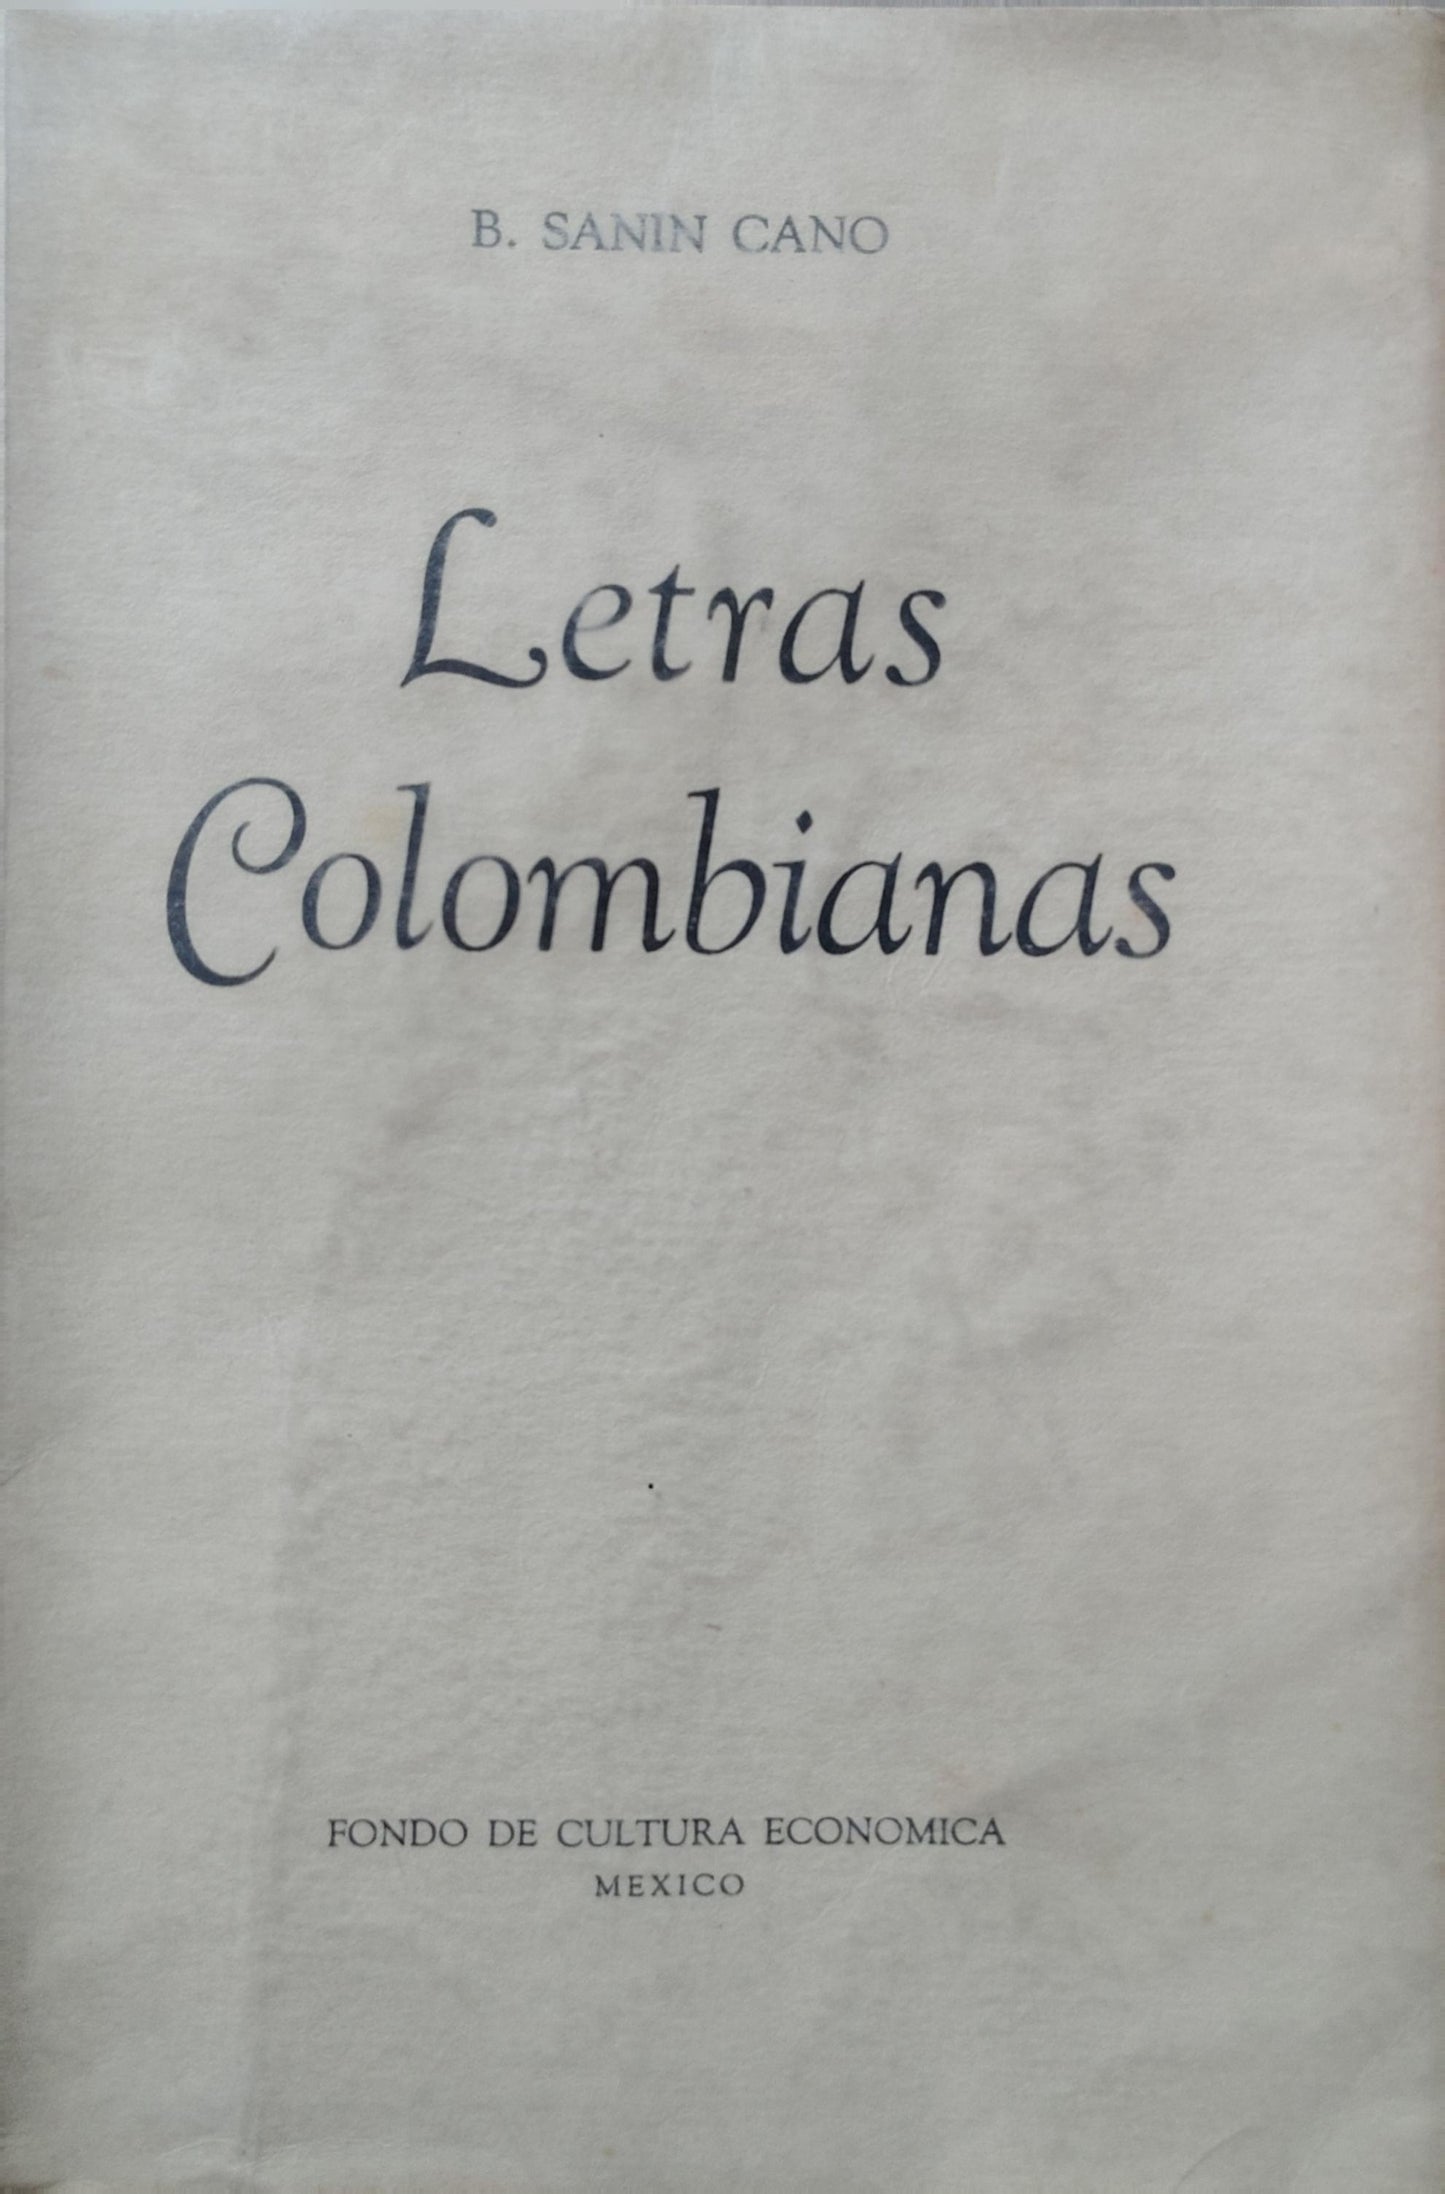 B. SANIN CANO
Letras
Colombianas
FONDO DE CULTURA ECONOMICA
MEXICO